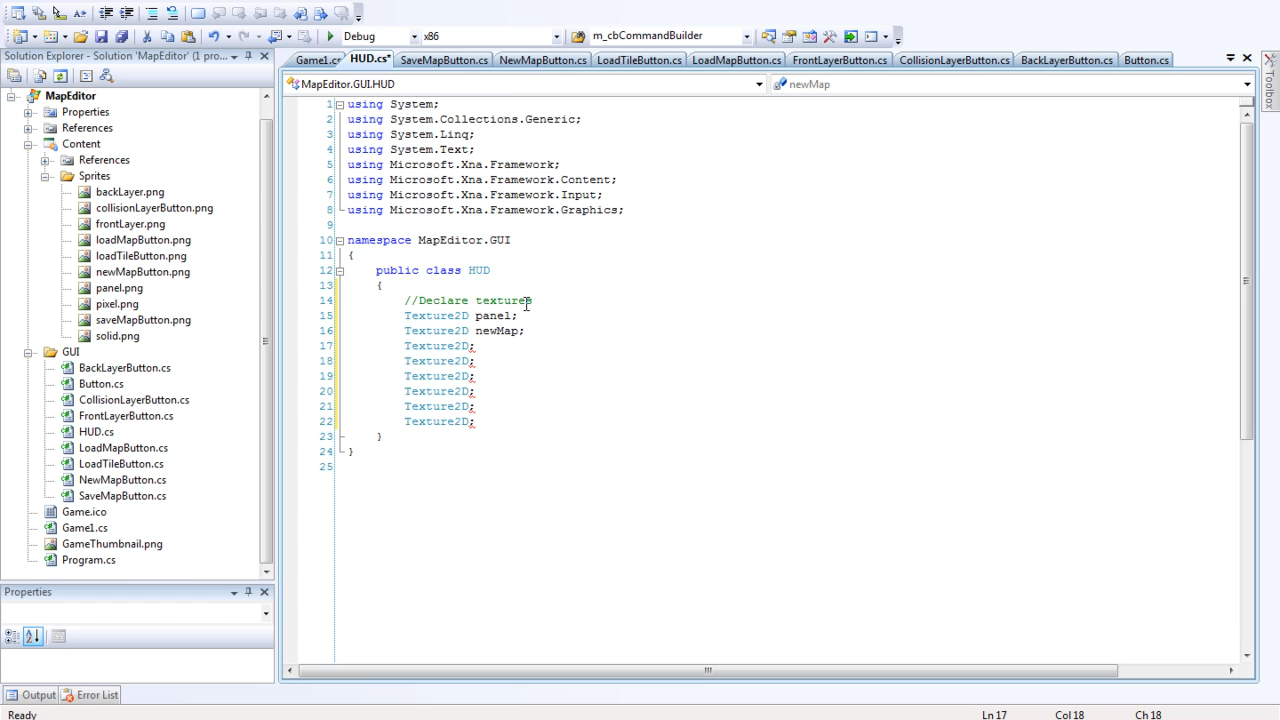 Debug
x86
m_cbCommandBuilder
Solution Explorer - Solution 'MapEditor' (1 pro...
Game1.cs
HUD.cs*
SaveMapButton.cs
NewMapButton.cs
LoadTileButton.cs
LoadMapButton.cs
FrontLayerButton.cs
CollisionLayerButton.cs
BackLayerButton.cs
Button.cs
MapEditor.GUI.HUD
newMap
Toolbox
MapEditor
Properties
References
Content
References
Sprites
backLayer.png
collisionLayerButton.png
frontLayer.png
loadMapButton.png
loadTileButton.png
newMapButton.png
panel.png
pixel.png
saveMapButton.png
solid.png
GUI
BackLayerButton.cs
Button.cs
CollisionLayerButton.cs
FrontLayerButton.cs
HUD.cs
LoadMapButton.cs
LoadTileButton.cs
NewMapButton.cs
SaveMapButton.cs
Game.ico
Game1.cs
GameThumbnail.png
Program.cs
1 using System;
2 using System.Collections.Generic;
3 using System.Linq;
4 using System.Text;
5 using Microsoft.Xna.Framework;
6 using Microsoft.Xna.Framework.Content;
7 using Microsoft.Xna.Framework.Input;
8 using Microsoft.Xna.Framework.Graphics;
9
10 namespace MapEditor.GUI
11 {
12 public class HUD
13 {
14 //Declare textures
15 Texture2D panel;
16 Texture2D newMap;
17 Texture2D;
18 Texture2D;
19 Texture2D;
20 Texture2D;
21 Texture2D;
22 Texture2D;
23 }
24 }
25
Properties
Output
Error List
Ready
Ln 17
Col 18
Ch 18